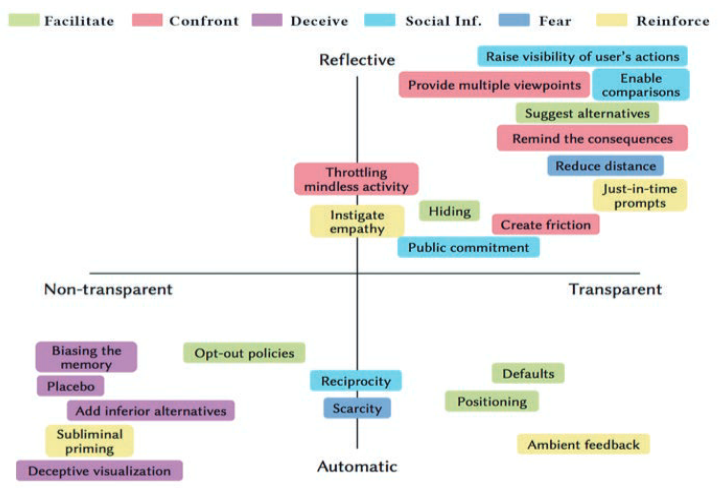 Facilitate Confront Deceive Social Inf. Fear Reinforce
Reflective
Raise visibility of user's actions
Provide multiple viewpoints
Enable
comparisons
Suggest alternatives
Remind the consequences
Reduce distance
Throttling
mindless activity
Just-in-time
prompts
Instigate
empathy
Hiding
Create friction
Public commitment
Non-transparent
Transparent
Biasing the
memory
Opt-out policies
Defaults
Placebo
Reciprocity
Positioning
Add inferior alternatives
Scarcity
Subliminal
priming
Ambient feedback
Deceptive visualization
Automatic